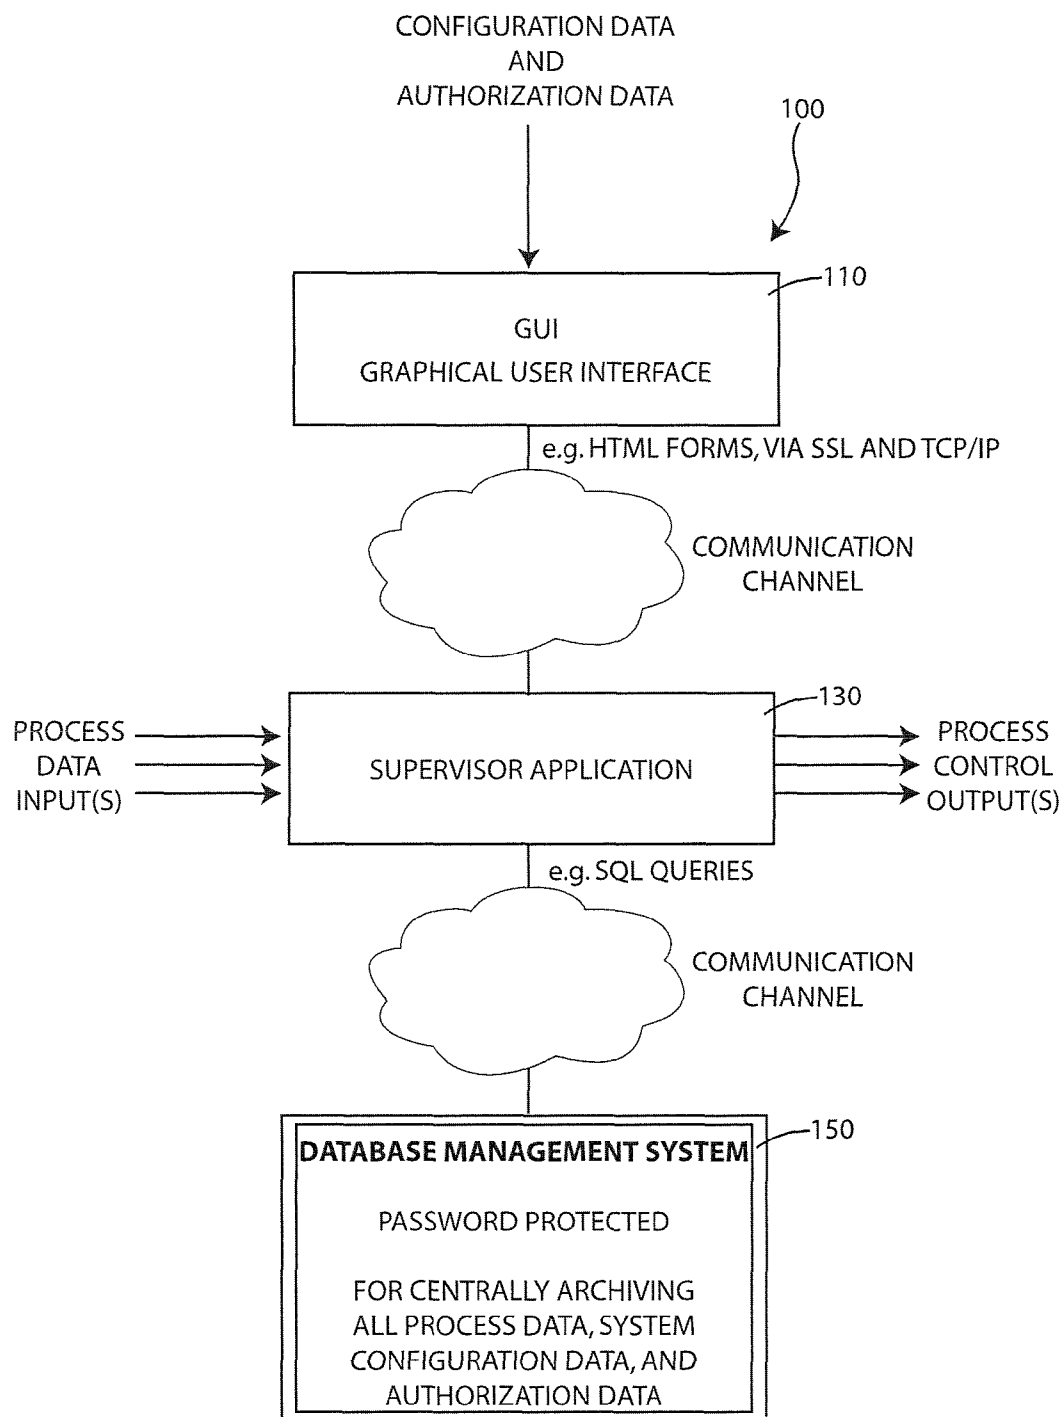 CONFIGURATION DATA
AND
AUTHORIZATION DATA
100
110
GUI
GRAPHICAL USER INTERFACE
e.g. HTML FORMS, VIA SSL AND TCP/IP
COMMUNICATION
CHANNEL
130
PROCESS
DATA
INPUT(S)
SUPERVISOR APPLICATION
PROCESS
CONTROL
OUTPUT(S)
e.g. SQL QUERIES
COMMUNICATION
CHANNEL
150
DATABASE MANAGEMENT SYSTEM
PASSWORD PROTECTED
FOR CENTRALLY ARCHIVING
ALL PROCESS DATA, SYSTEM
CONFIGURATION DATA, AND
AUTHORIZATION DATA